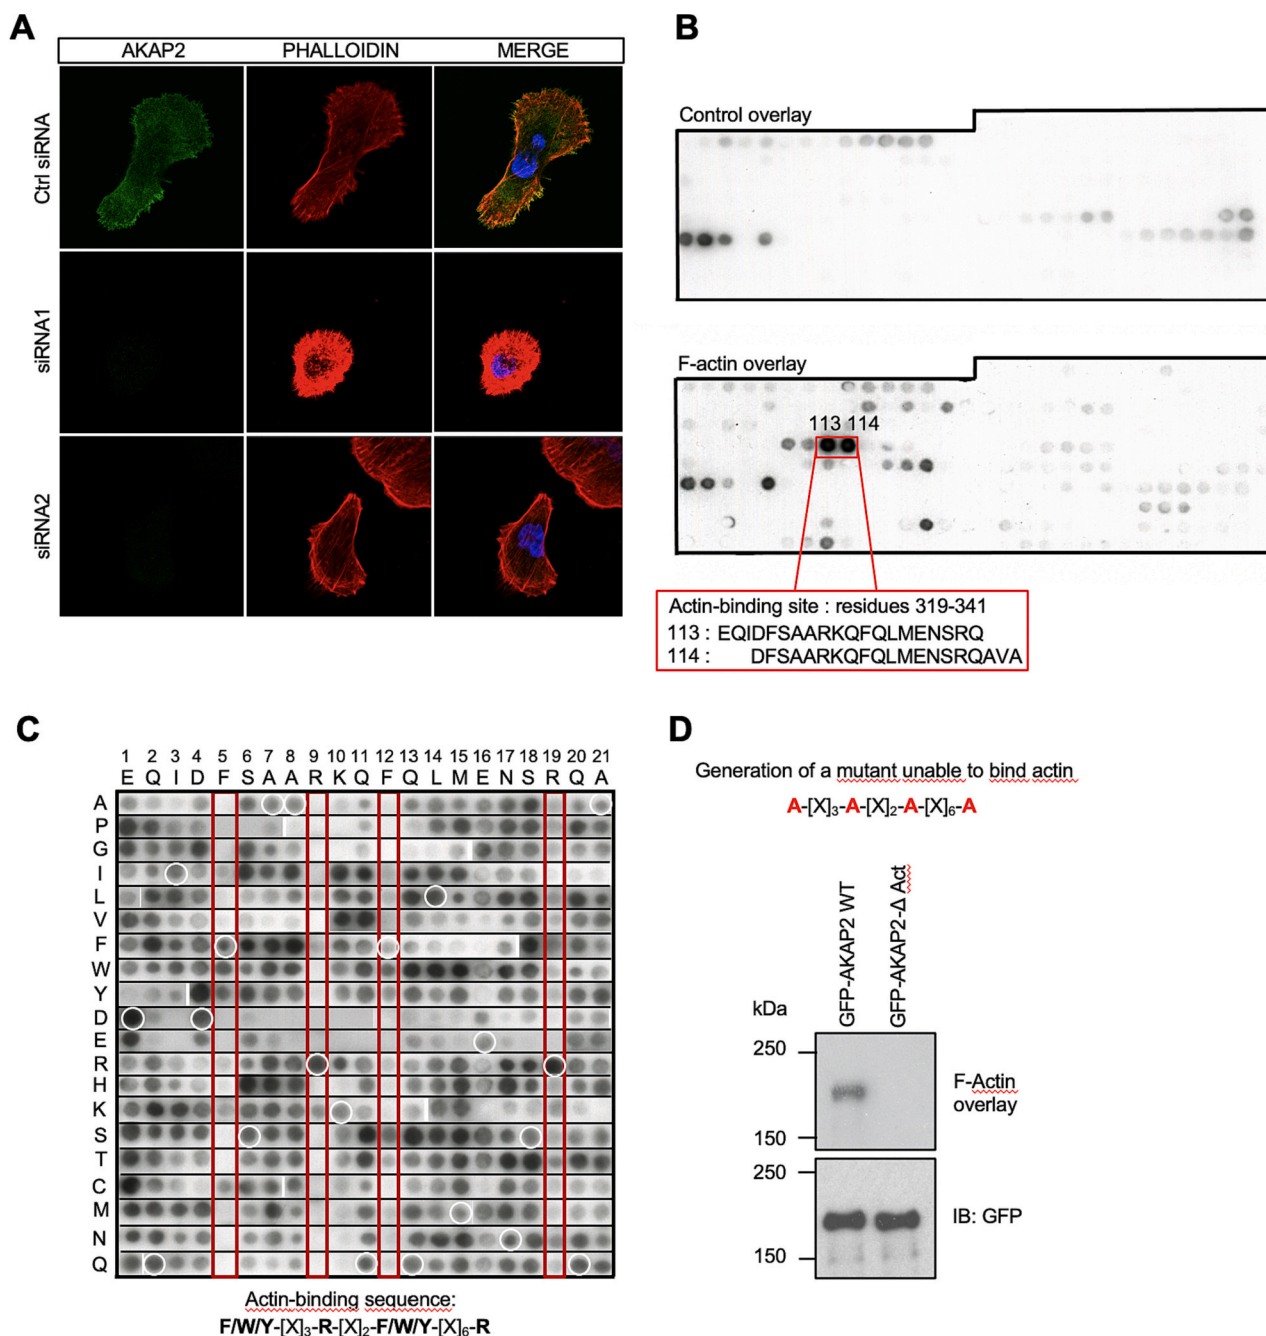 A
AKAP2 PHALLOIDIN MERGE
Ctrl siRNA
siRNA1
siRNA2
B
Control overlay
F-actin overlay
113 114
Actin-binding site : residues 319-341
113 : EQIDFSAARKQFQLMENSRQ
114 : DFSAARKQFQLMENSRQAVA
C
1 2 3 4 5 6 7 8 9 10 11 12 13 14 15 16 17 18 19 20 21
E Q I D F S A A R K Q F Q L M E N S R Q A
A
P
G
I
L
V
F
W
Y
D
E
R
H
K
S
T
C
M
N
Q
Actin-binding sequence:
F/W/Y-[X]3-R-[X]2-F/W/Y-[X]6-R
D
Generation of a mutant unable to bind actin
A-[X]3-A-[X]2-A-[X]6-A
GFP-AKAP2 WT
GFP-AKAP2-Δ Act
kDa
250
150
F-Actin
overlay
250
150
IB: GFP